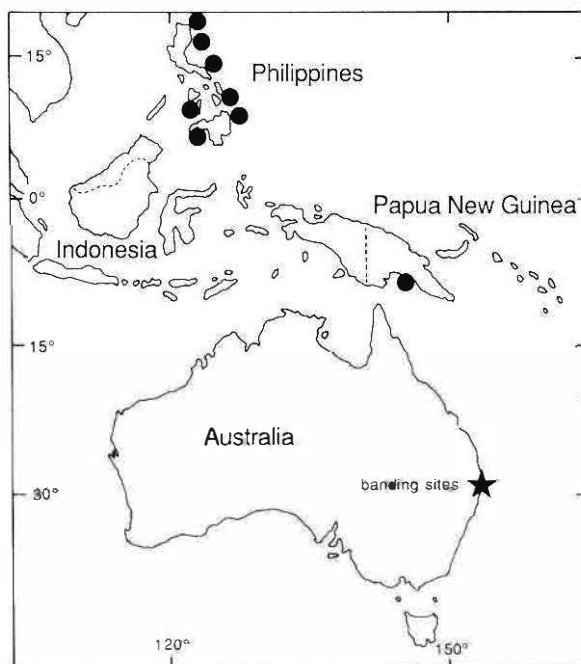 15°
Philippines
0°
Papua New Guinea
Indonesia
15°
Australia
banding sites
30°
120°
150°